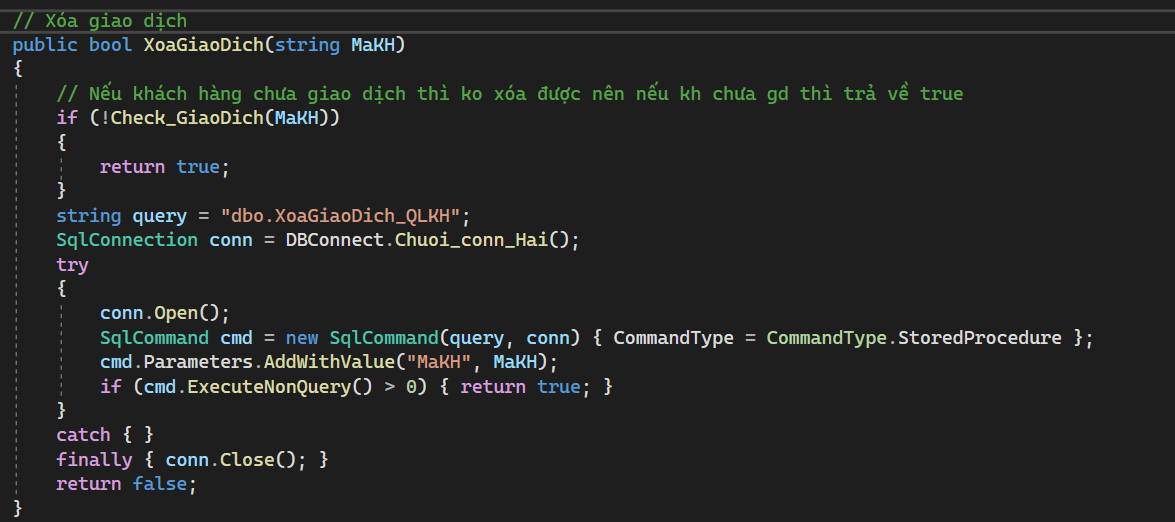 // Xóa giao dịch
public bool XoaGiaoDich(string MaKH)
{
// Nếu khách hàng chưa giao dịch thì ko xóa được nên nếu kh chưa gd thì trả về true
if (!Check_GiaoDich(MaKH))
{
return true;
}
string query = "dbo.XoaGiaoDich_QLKH";
SqlConnection conn = DBConnect.Chuoi_conn_Hai();
try
{
conn.Open();
SqlCommand cmd = new SqlCommand(query, conn) { CommandType = CommandType.StoredProcedure };
cmd.Parameters.AddWithValue("MaKH", MaKH);
if (cmd.ExecuteNonQuery() > 0) { return true; }
}
catch { }
finally { conn.Close(); }
return false;
}